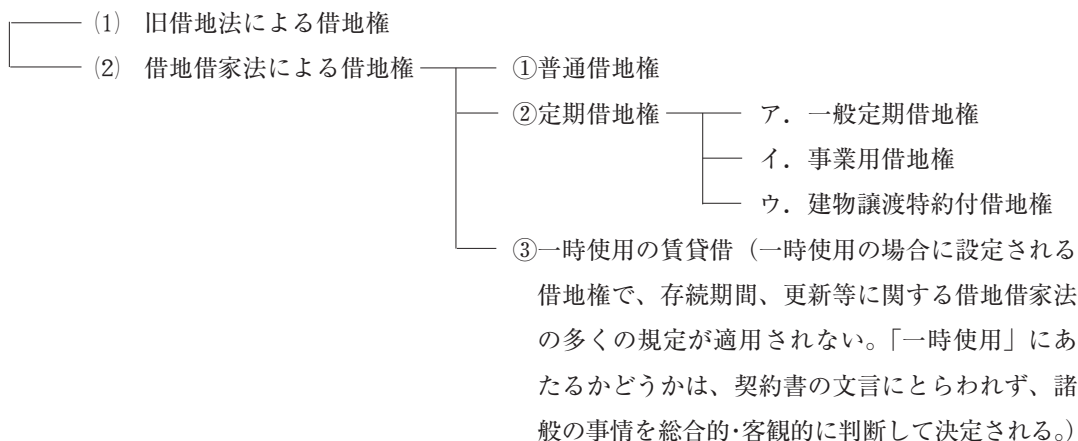 ⑴ 旧借地法による借地権
⑵ 借地借家法による借地権 ①普通借地権
②定期借地権 ア．一般定期借地権
イ．事業用借地権
ウ．建物譲渡特約付借地権
③一時使用の賃貸借（一時使用の場合に設定される
借地権で、存続期間、更新等に関する借地借家法
の多くの規定が適用されない。「一時使用」にあ
たるかどうかは、契約書の文言にとらわれず、諸
般の事情を総合的・客観的に判断して決定される。）